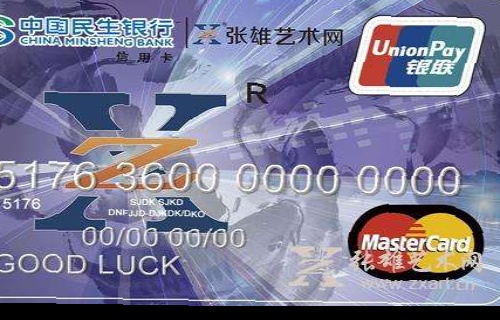 中国民生银行
CHINA MINSHENG BANK
信用卡
XZ 张雄艺术网
UnionPay
银联
R
XZ
5176 3600 0000 0000
5176
SJDK SJKD
DNFJJD-DJKDK/DKO
00/00 00/00
GOOD LUCK
MasterCard
张雄艺术网
www.zxart.cn